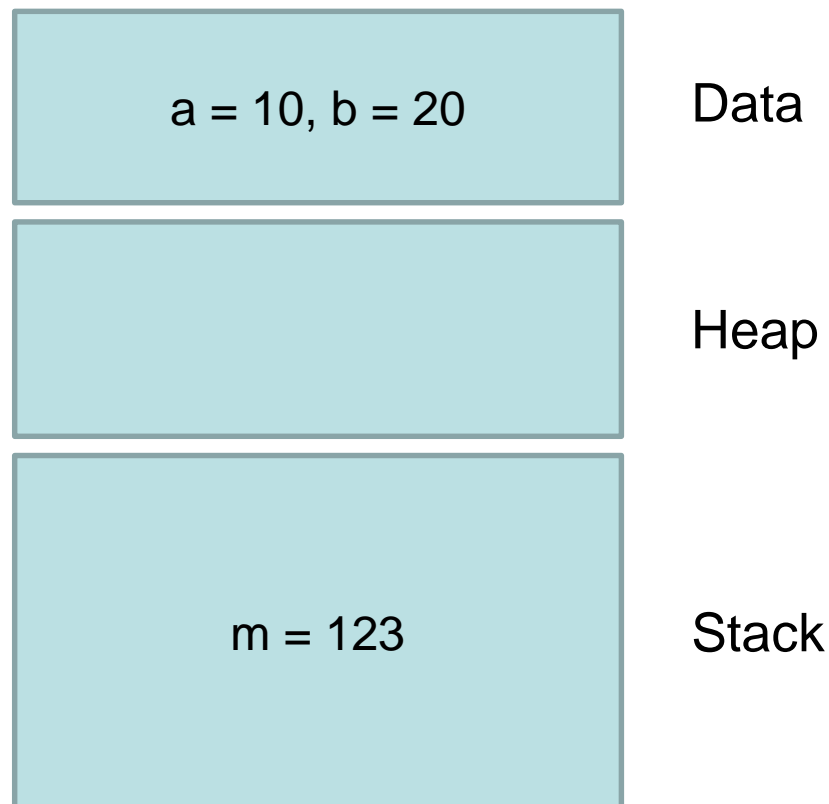 a = 10, b = 20
Data
Heap
m = 123
Stack